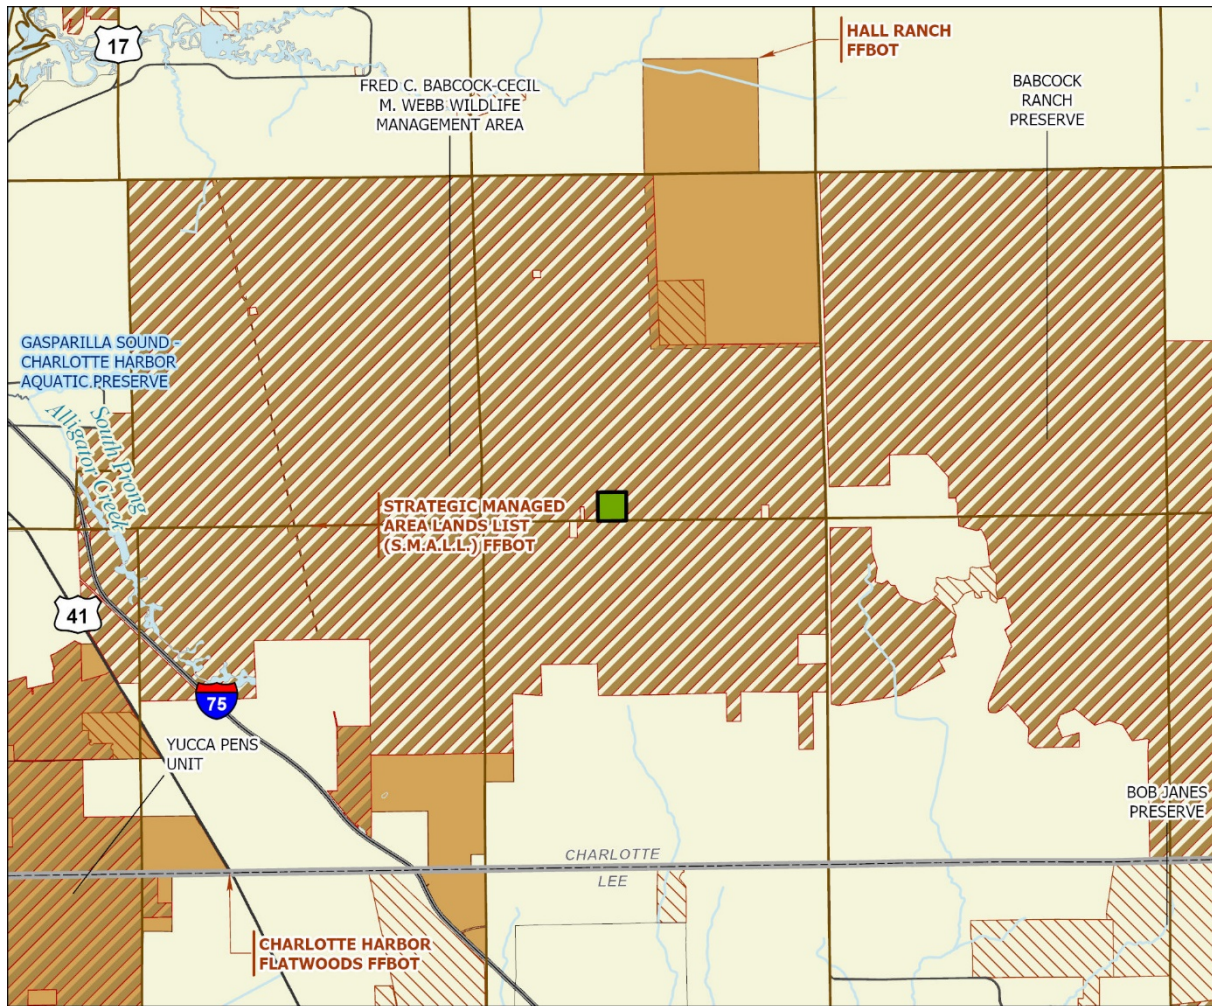 17
HALL RANCH
FFBOT
FRED C. BABCOCK-CECIL
M. WEBB WILDLIFE
MANAGEMENT AREA
BABCOCK
RANCH
PRESERVE
GASPARILLA SOUND -
CHARLOTTE HARBOR
AQUATIC PRESERVE
South Prong
Alligator Creek
STRATEGIC MANAGED
AREA LANDS LIST
(S.M.A.L.L.) FFBOT
41
75
YUCCA PENS
UNIT
BOB JANES
PRESERVE
CHARLOTTE
LEE
CHARLOTTE HARBOR
FLATWOODS FFBOT